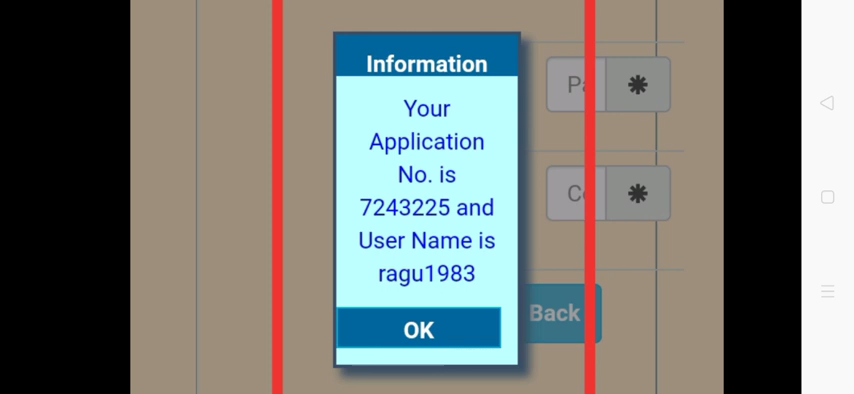 Information
Your
Application
No. is
7243225 and
User Name is
ragu1983
OK
Back